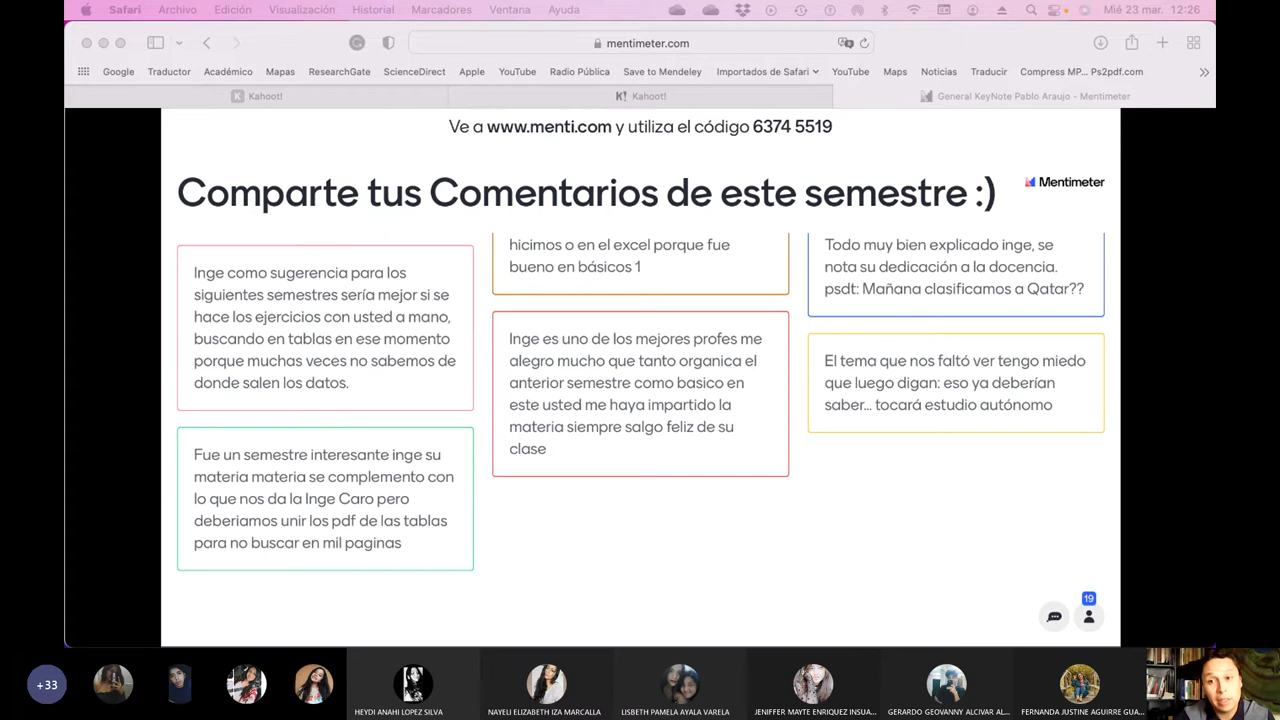 Safari Archivo Edición Visualización Historial Marcadores Ventana Ayuda Mié 23 mar. 12:26
mentimeter.com
Google Traductor Académico Mapas ResearchGate ScienceDirect Apple YouTube Radio Pública Save to Mendeley Importados de Safari YouTube Maps Noticias Traducir Compress MP... Ps2pdf.com
Kahoot! Kahoot! General KeyNote Pablo Araujo - Mentimeter
Ve a www.menti.com y utiliza el código 6374 5519
Comparte tus Comentarios de este semestre :)
Mentimeter
Inge como sugerencia para los
siguientes semestres sería mejor si se
hace los ejercicios con usted a mano,
buscando en tablas en ese momento
porque muchas veces no sabemos de
donde salen los datos.
Fue un semestre interesante inge su
materia materia se complemento con
lo que nos da la Inge Caro pero
deberiamos unir los pdf de las tablas
para no buscar en mil paginas
hicimos o en el excel porque fue
bueno en básicos 1
Inge es uno de los mejores profes me
alegro mucho que tanto organica el
anterior semestre como basico en
este usted me haya impartido la
materia siempre salgo feliz de su
clase
Todo muy bien explicado inge, se
nota su dedicación a la docencia.
psdt: Mañana clasificamos a Qatar??
El tema que nos faltó ver tengo miedo
que luego digan: eso ya deberían
saber... tocará estudio autónomo
19
+33
HEYDI ANAHI LOPEZ SILVA
NAYELI ELIZABETH IZA MARCALLA
LISBETH PAMELA AYALA VARELA
JENIFFER MAYTE ENRIQUEZ INSUA...
GERARDO GEOVANNY ALCIVAR AL...
FERNANDA JUSTINE AGUIRRE GUA...